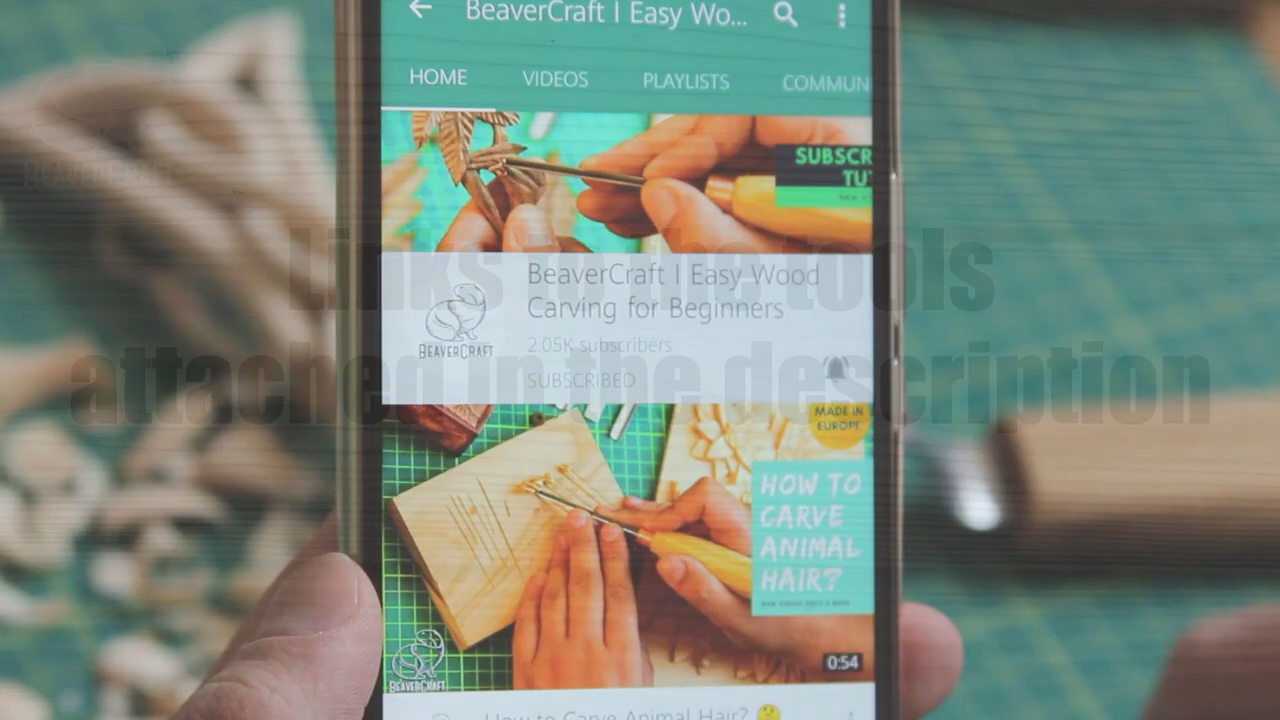 BeaverCraft I Easy Wo...
HOME VIDEOS PLAYLISTS COMMUN
SUBSCR
TU
BEAVERCRAFT
Links to the tools
BeaverCraft I Easy Wood
Carving for Beginners
BEAVERCRAFT
2.05K subscribers
attached in the description
SUBSCRIBED
MADE IN
EUROPE
HOW TO
CARVE
ANIMAL
HAIR?
0:54
BEAVERCRAFT
How to Carve Animal Hair?